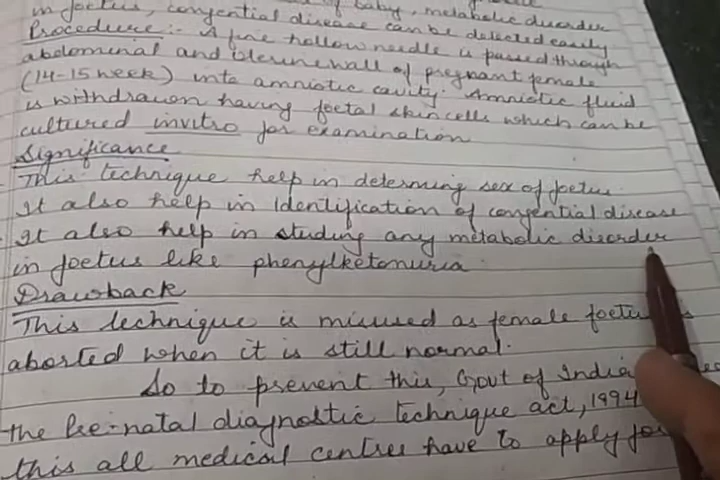 in foetus, congential disease can be detected easily
Procedure:- A fine hollow needle is passed through
abdominal and uterine wall of pregnant female
(14-15 week) into amniotic cavity. Amniotic fluid
is withdrawn having foetal skin cells which can be
cultured invitro for examination
Significance
This technique help in determing sex of foetus.
It also help in Identification of congential disease
It also help in studing any metabolic disorder
in foetus like phenylketonuria.
Drawback
This technique is misused as female foetu s
aborted when it is still normal.
So to prevent this, Govt of India
the Pre-natal diagnostic technique act, 1994
this all medical centres have to apply for